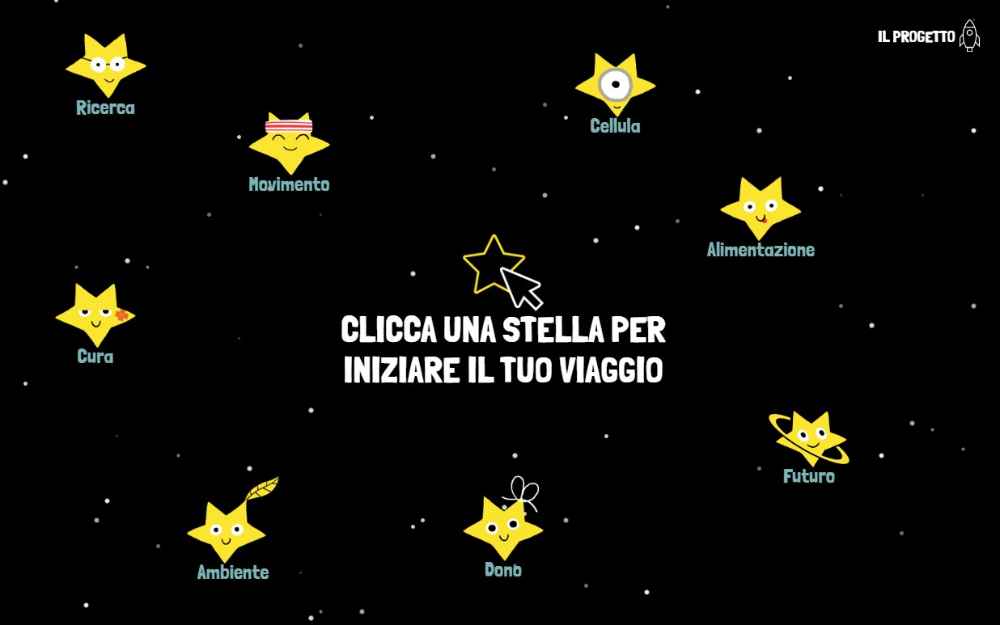 IL PROGETTO
Ricerca
Cellula
Movimento
Alimentazione
CLICCA UNA STELLA PER
INIZIARE IL TUO VIAGGIO
Cura
Futuro
Ambiente
Dono